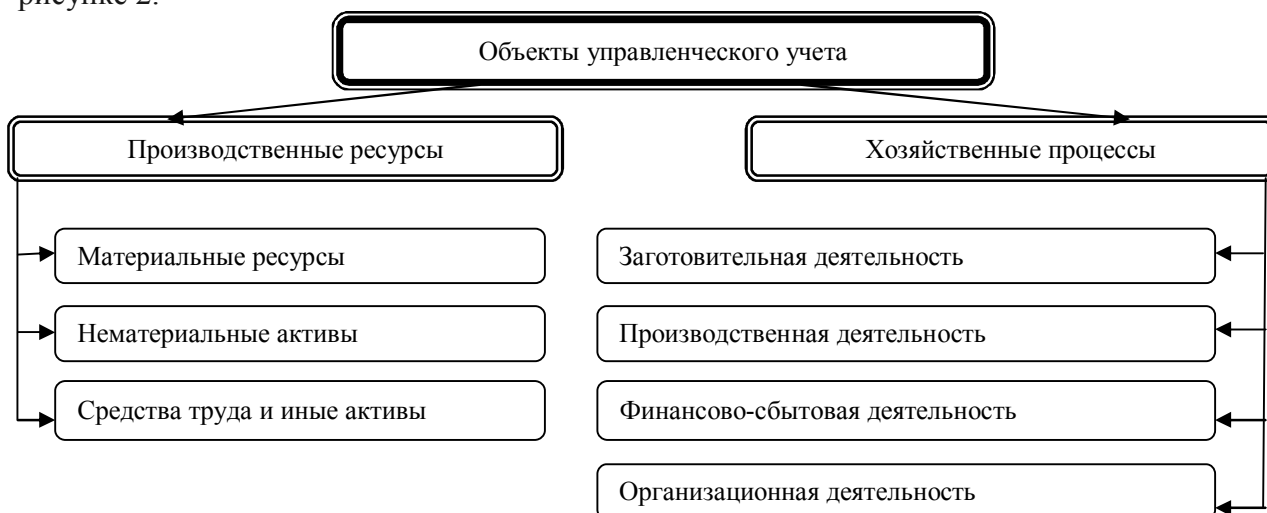 рисунке 2.
Объекты управленческого учета
Производственные ресурсы
Хозяйственные процессы
Материальные ресурсы
Заготовительная деятельность
Нематериальные активы
Производственная деятельность
Средства труда и иные активы
Финансово-сбытовая деятельность
Организационная деятельность